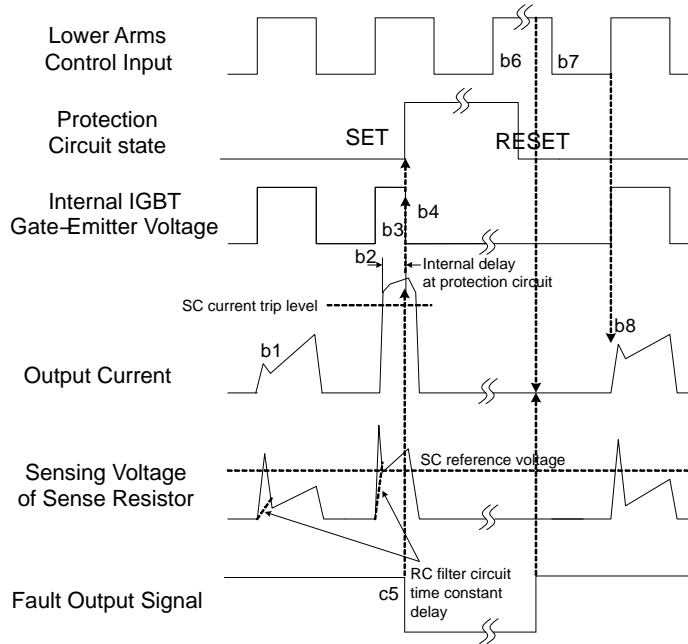 Lower Arms
Control Input
b6
b7
Protection
Circuit state
SET
RESET
Internal IGBT
Gate–Emitter Voltage
b4
b3
b2
Internal delay
at protection circuit
SC current trip level
b1
b8
Output Current
Sensing Voltage
of Sense Resistor
SC reference voltage
RC filter circuit
time constant
delay
Fault Output Signal
c5